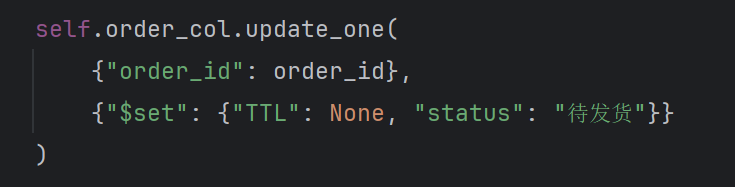 self.order_col.update_one(
    {"order_id": order_id},
    {"$set": {"TTL": None, "status": "待发货"}}
)